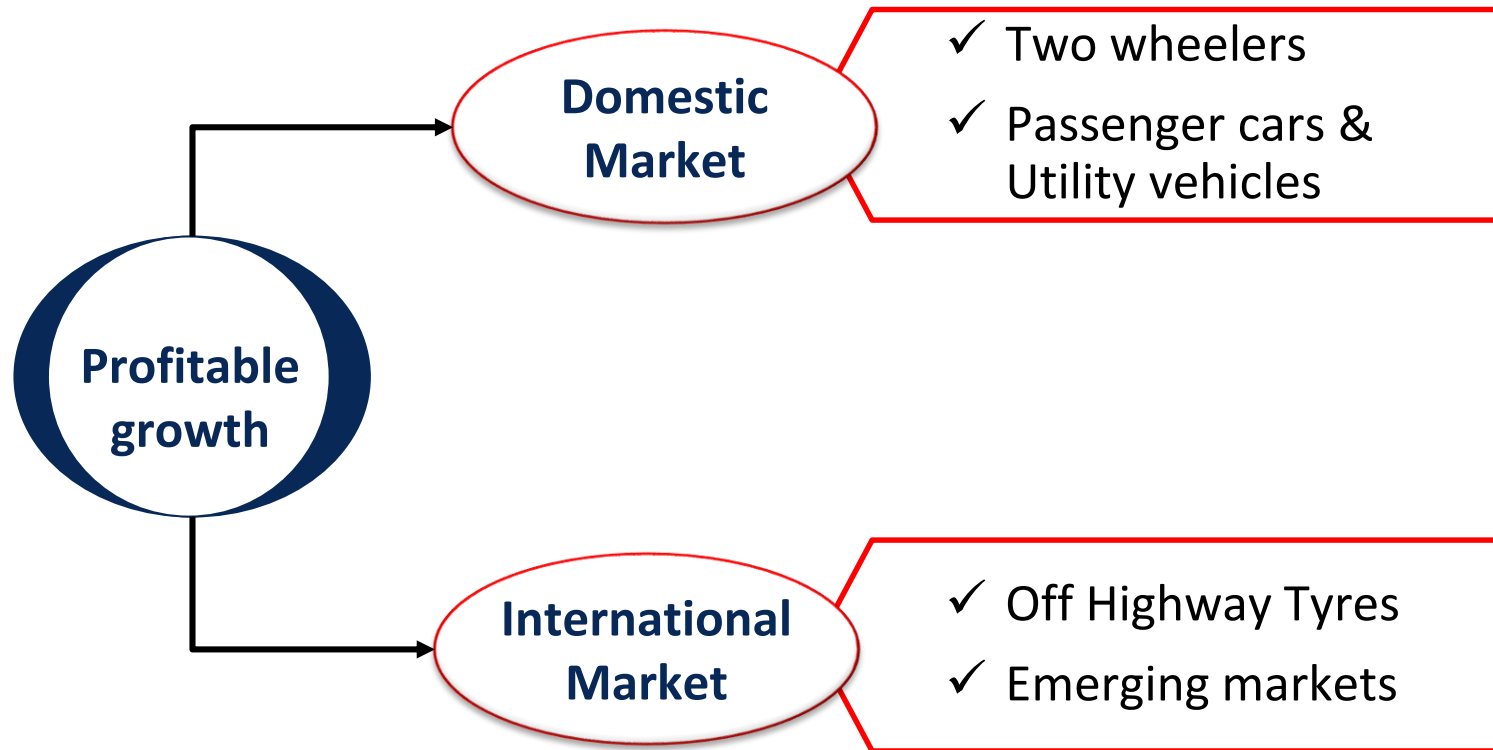 Profitable
growth
Domestic
Market
✓ Two wheelers
✓ Passenger cars &
Utility vehicles
International
Market
✓ Off Highway Tyres
✓ Emerging markets